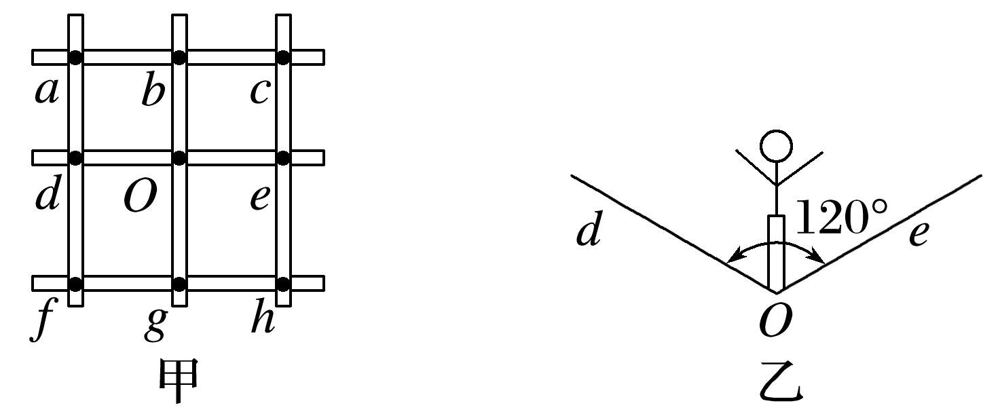 a b c
d O e
f g h
甲
d 120° e
O
乙